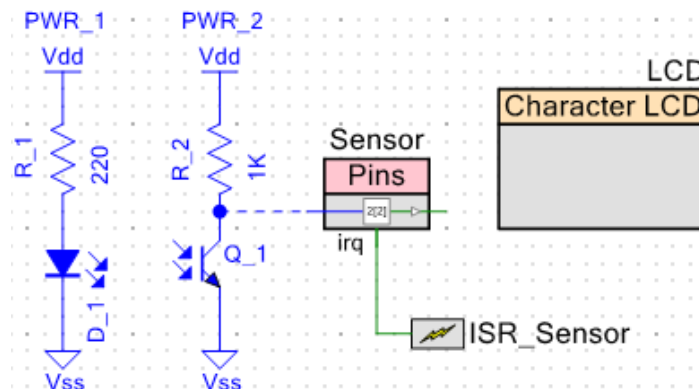 PWR_1
PWR_2
Vdd
Vdd
LCD
Character LCD
R_1
220
R_2
1K
Sensor
Pins
2[2]
irq
Q_1
D_1
ISR_Sensor
Vss
Vss